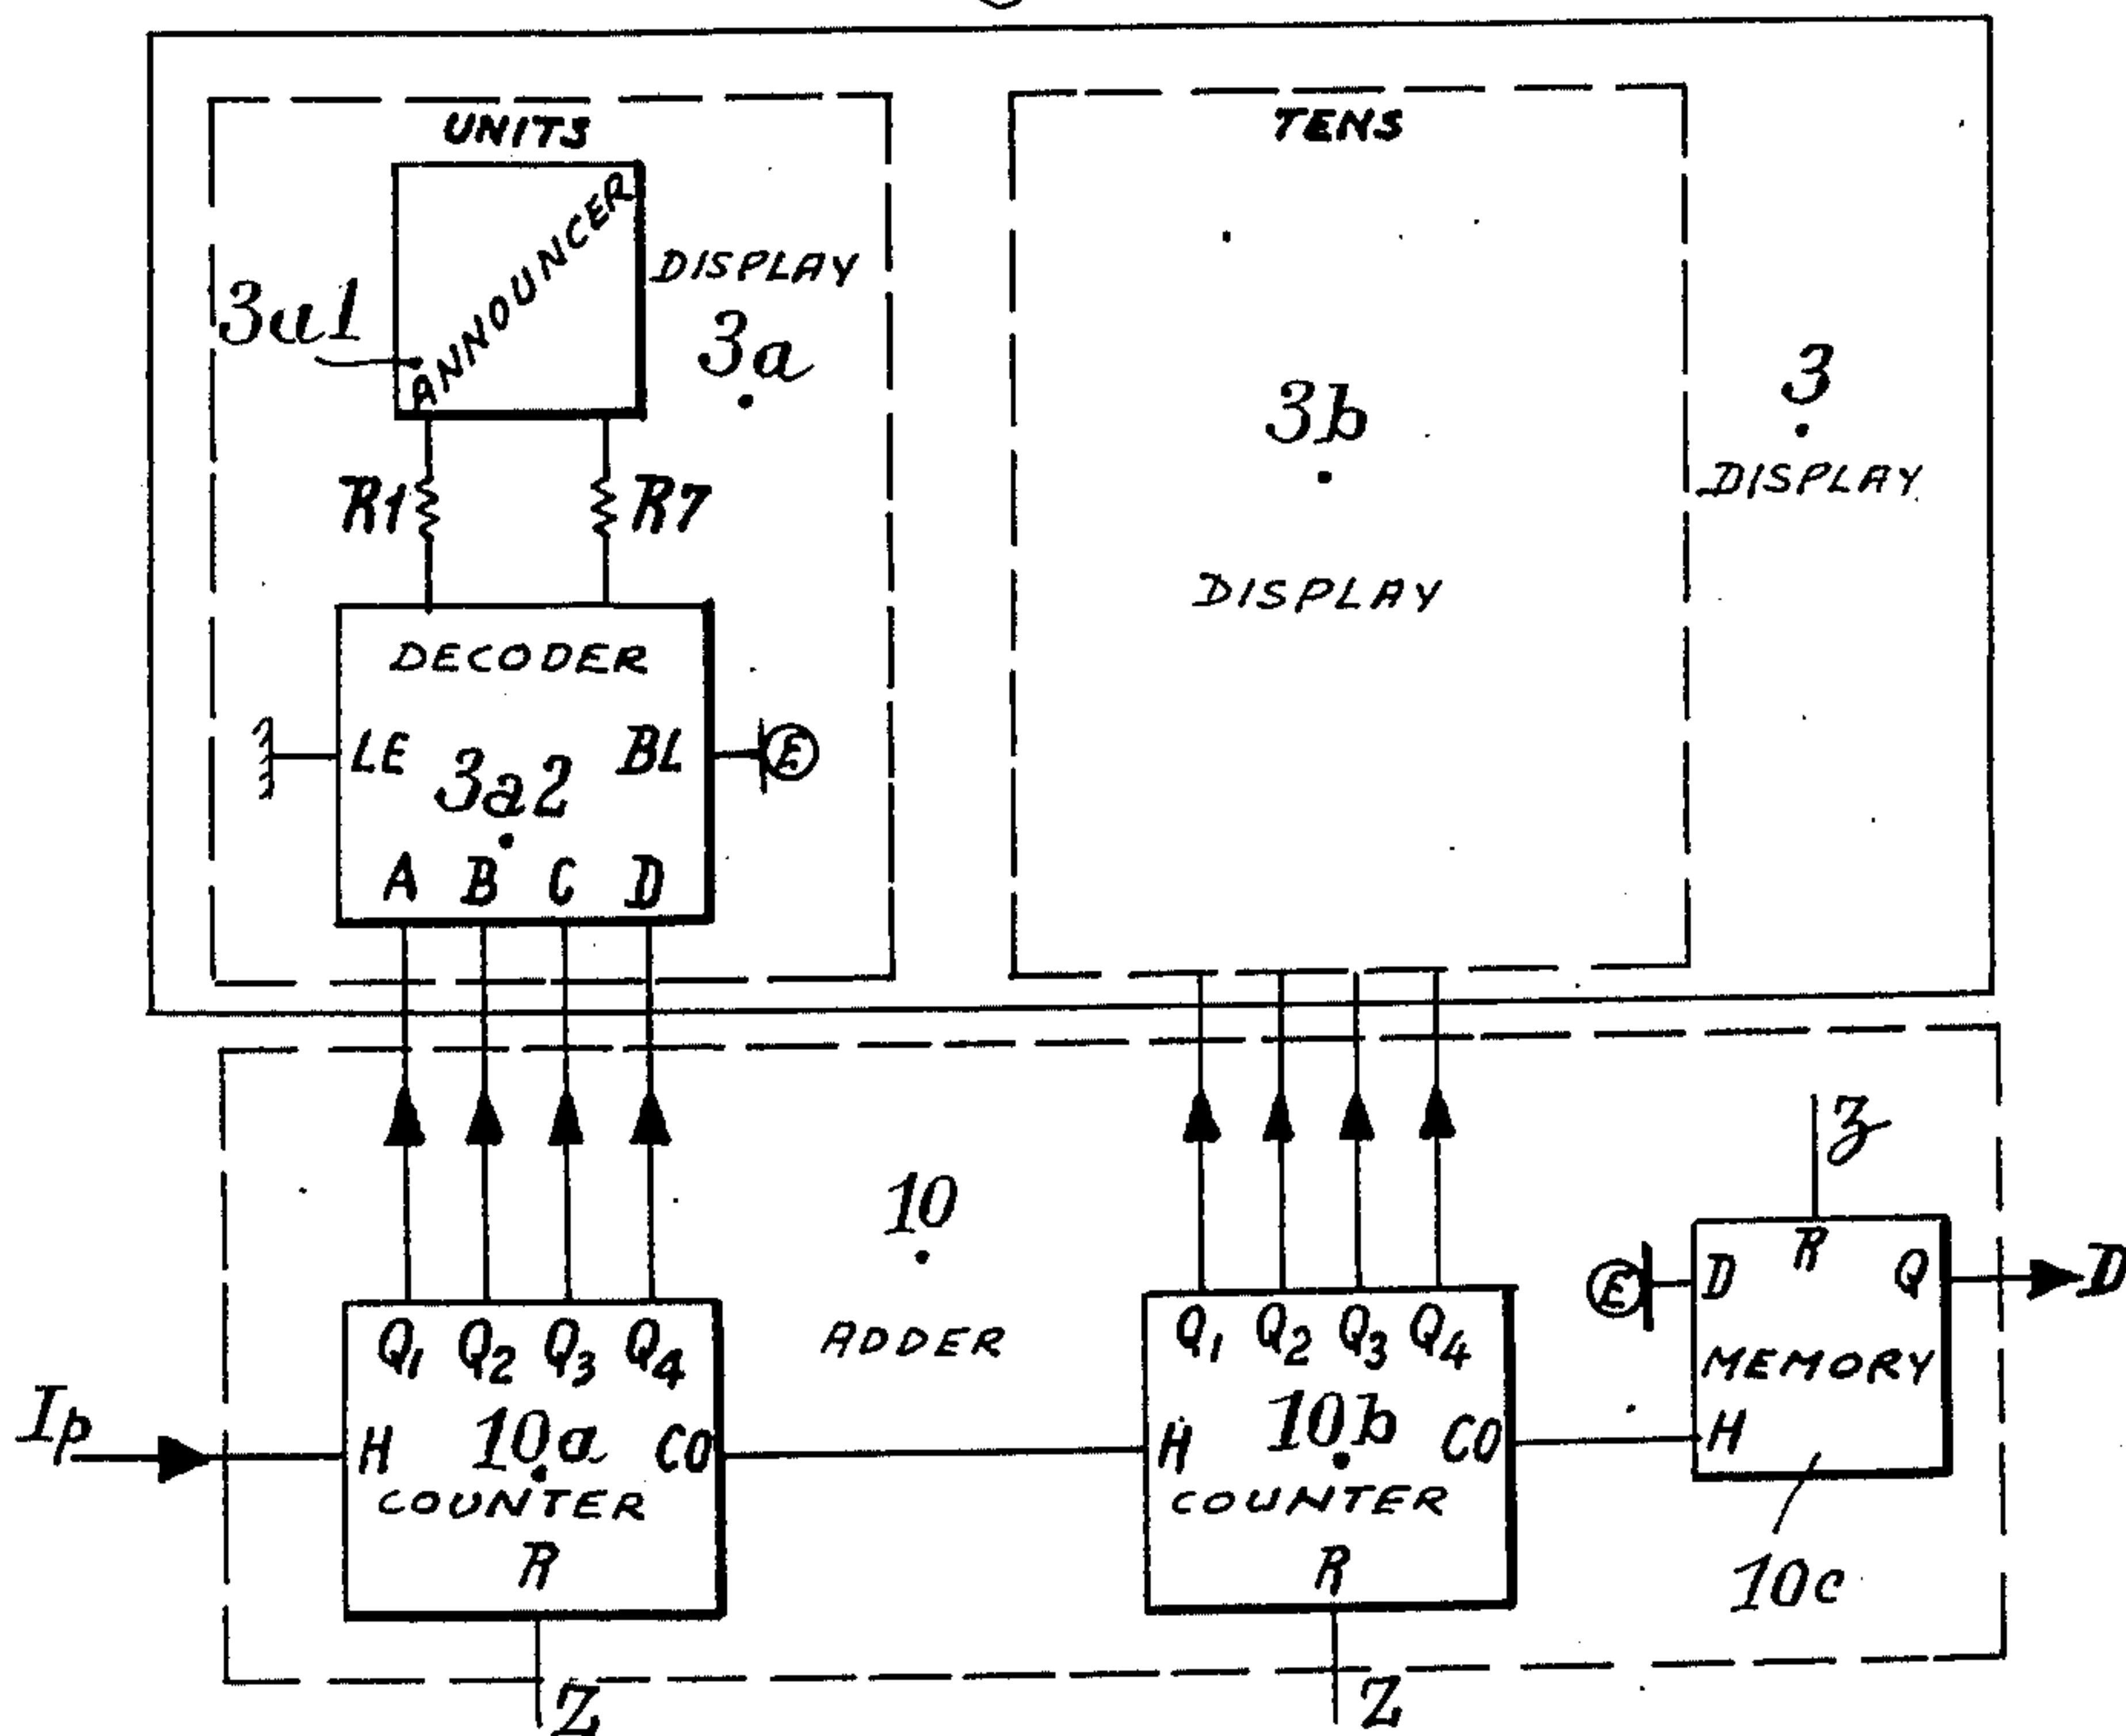 UNITS
TENS
ANNOUNCER
DISPLAY
3a1
3a
3b
3
DISPLAY
R1
R7
DISPLAY
DECODER
LE
BL
E
3a2
A B C D
z
10
D
R
Q
D
E
Q1 Q2 Q3 Q4
ADDER
Q1 Q2 Q3 Q4
MEMORY
Ip
H
10a
CO
H
10b
CO
H
COUNTER
COUNTER
R
R
10c
Z
Z